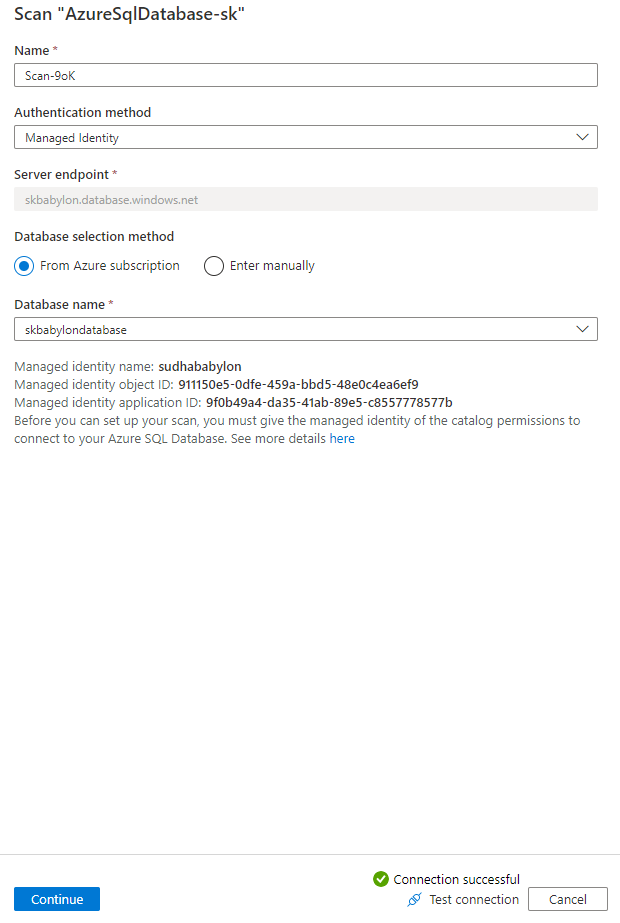 Scan "AzureSqlDatabase-sk"
Name *
Scan-9oK
Authentication method
Managed Identity
Server endpoint *
skbabylon.database.windows.net
Database selection method
From Azure subscription Enter manually
Database name *
skbabylondatabase
Managed identity name: sudhababylon
Managed identity object ID: 911150e5-0dfe-459a-bbd5-48e0c4ea6ef9
Managed identity application ID: 9f0b49a4-da35-41ab-89e5-c8557778577b
Before you can set up your scan, you must give the managed identity of the catalog permissions to
connect to your Azure SQL Database. See more details here
Connection successful
Continue Test connection Cancel